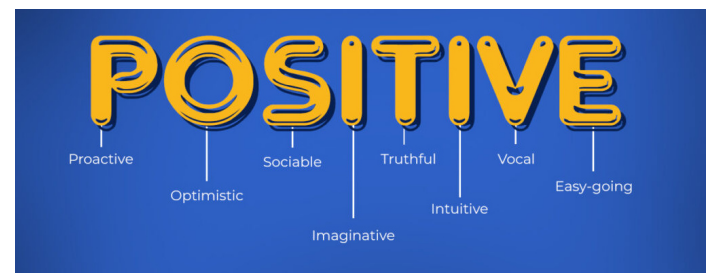 POSITIVE
Proactive
Optimistic
Sociable
Imaginative
Truthful
Intuitive
Vocal
Easy-going